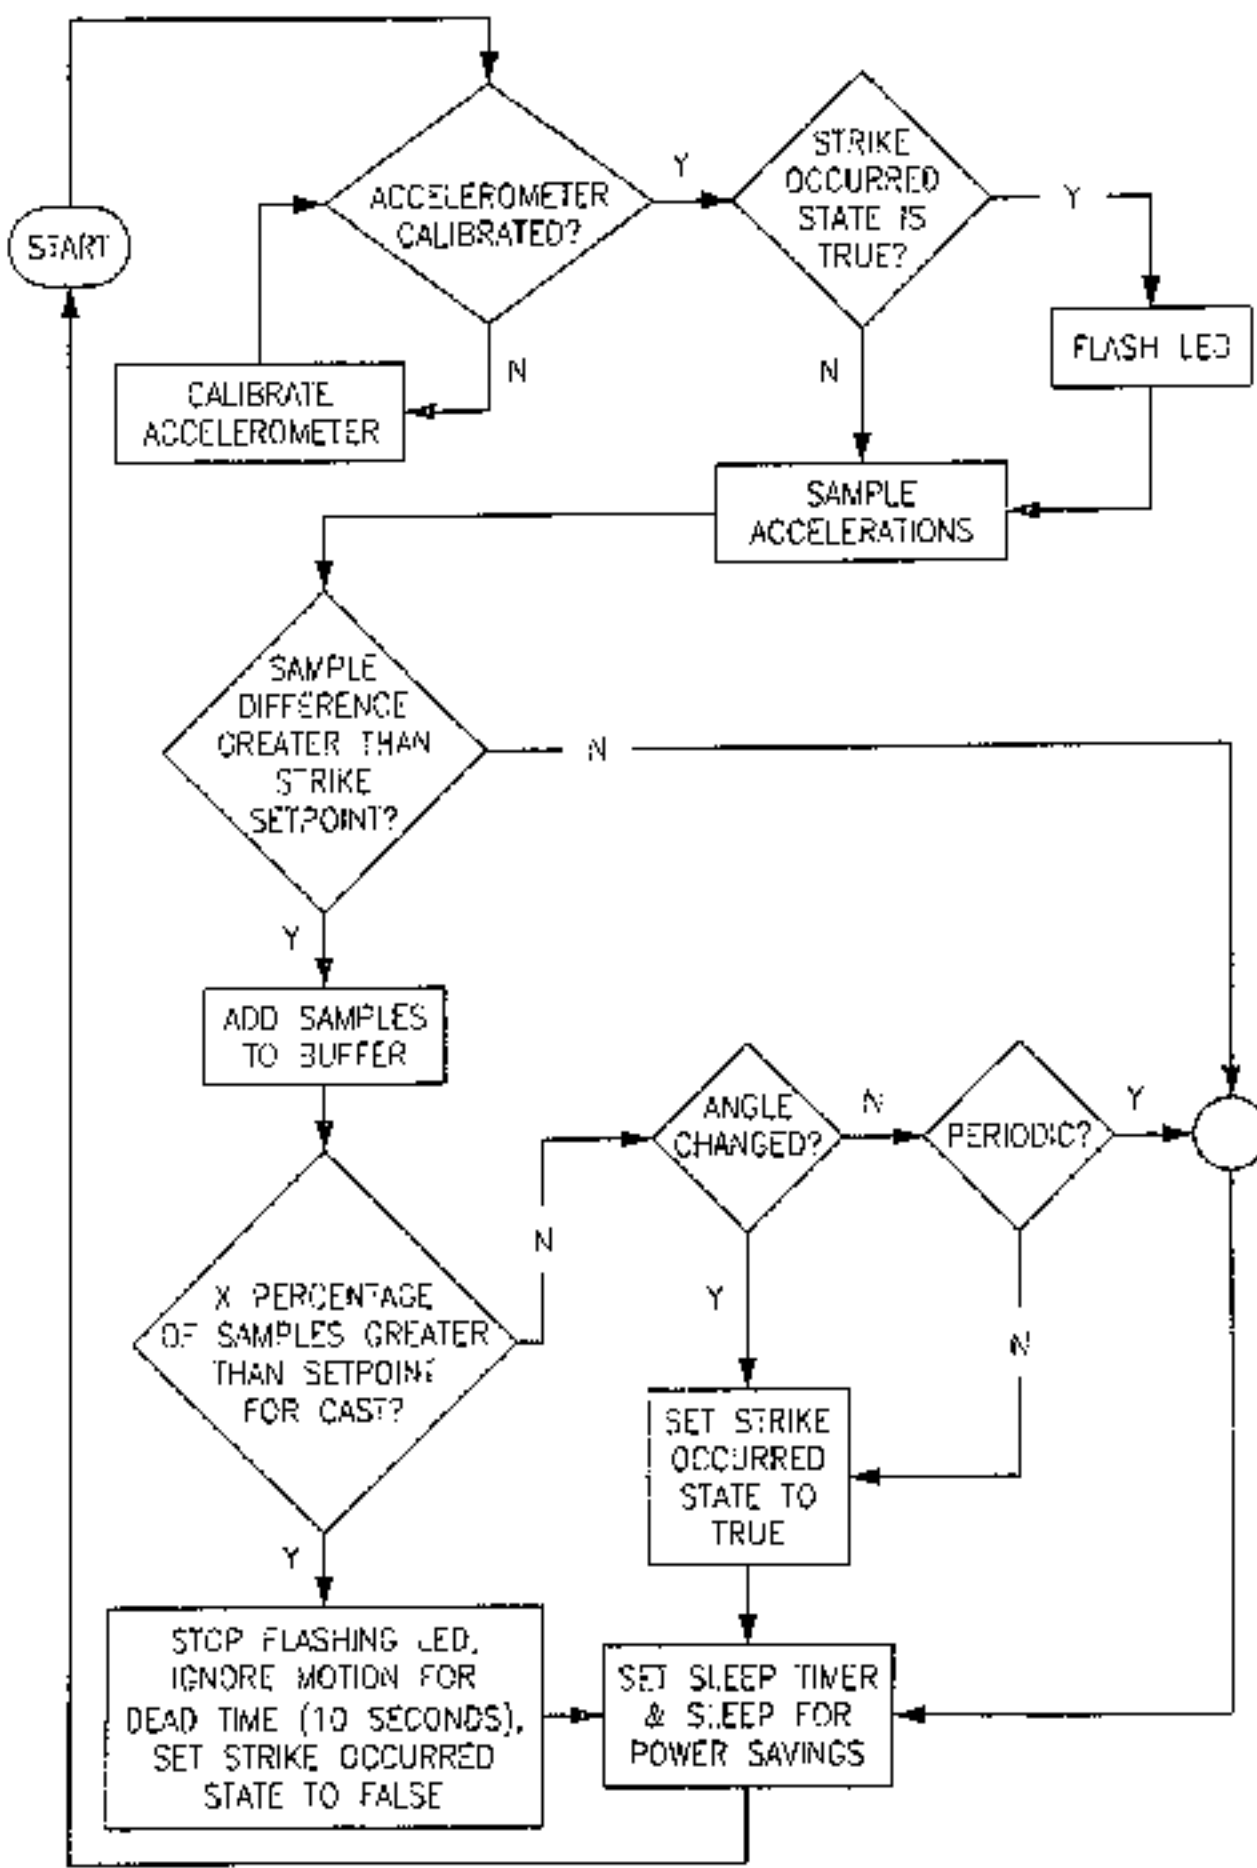 START
ACCELEROMETER
CALIBRATED?
Y
STRIKE
OCCURRED
STATE IS
TRUE?
Y
FLASH LED
N
CALIBRATE
ACCELEROMETER
N
SAMPLE
ACCELERATIONS
SAMPLE
DIFFERENCE
GREATER THAN
STRIKE
SETPOINT?
N
Y
ADD SAMPLES
TO BUFFER
ANGLE
CHANGED?
N
PERIODIC?
Y
N
X PERCENTAGE
OF SAMPLES GREATER
THAN SETPOINT
FOR CAST?
Y
N
SET STRIKE
OCCURRED
STATE TO
TRUE
Y
STOP FLASHING LED,
IGNORE MOTION FOR
DEAD TIME (10 SECONDS),
SET STRIKE OCCURRED
STATE TO FALSE
SET SLEEP TIMER
& SLEEP FOR
POWER SAVINGS